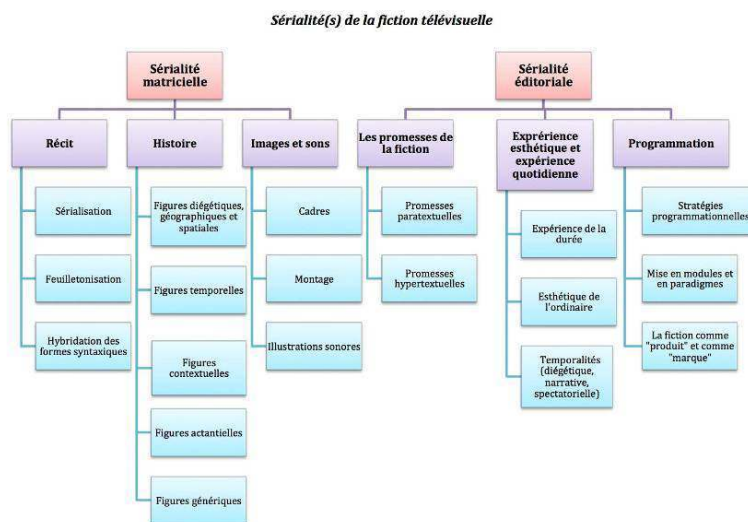 Sérialité(s) de la fiction télévisuelle
Sérialité
matricielle
Récit
Sérialisation
Feuilletonisation
Hybridation des
formes syntaxiques
Histoire
Figures diégétiques,
géographiques et
spatiales
Figures temporelles
Figures
contextuelles
Figures actantielles
Figures génériques
Images et sons
Cadres
Montage
Illustrations sonores
Sérialité
éditoriale
Les promesses de
la fiction
Promesses
paratextuelles
Promesses
hypertextuelles
Exprérience
esthétique et
expérience
quotidienne
Expérience de la
durée
Esthétique de
l'ordinaire
Temporalités
(diégétique,
narrative,
spectatorielle)
Programmation
Stratégies
programmationnelles
Mise en modules et
en paradigmes
La fiction comme
"produit" et comme
"marque"